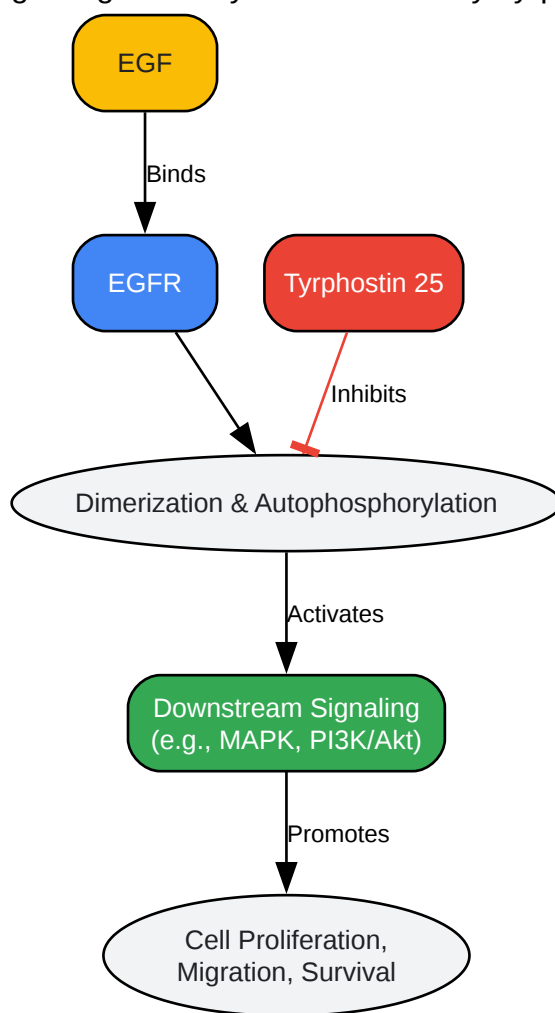 EGF
Binds
EGFR
Tyrphostin 25
Inhibits
Dimerization & Autophosphorylation
Activates
Downstream Signaling
(e.g., MAPK, PI3K/Akt)
Promotes
Cell Proliferation,
Migration, Survival